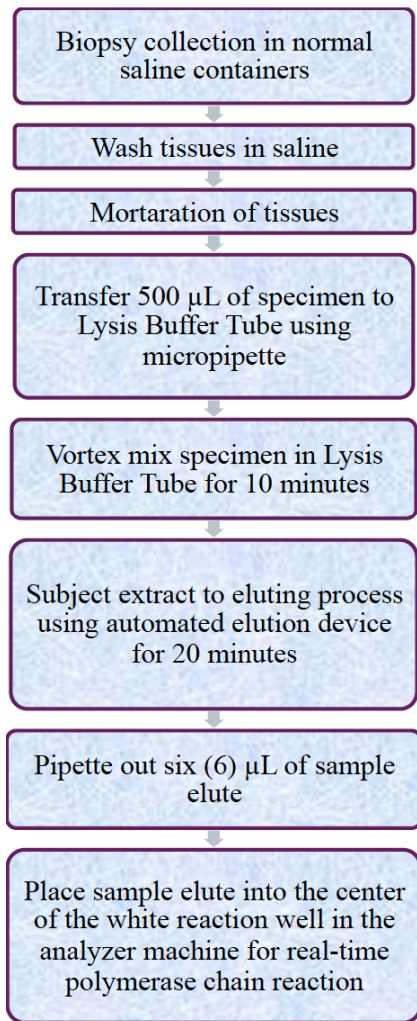 Biopsy collection in normal
saline containers
Wash tissues in saline
Mortaration of tissues
Transfer 500 µL of specimen to
Lysis Buffer Tube using
micropipette
Vortex mix specimen in Lysis
Buffer Tube for 10 minutes
Subject extract to eluting process
using automated elution device
for 20 minutes
Pipette out six (6) µL of sample
elute
Place sample elute into the center
of the white reaction well in the
analyzer machine for real-time
polymerase chain reaction